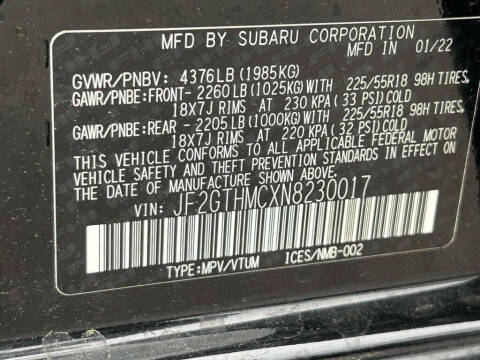 MFD BY SUBARU CORPORATION
MFD IN 01/22
GVWR/PNBV: 4376LB (1985KG)
GAWR/PNBE:FRONT- 2260LB (1025KG)WITH 225/55R18 98H TIRES,
18X7J RIMS AT 230 KPA (33 PSI)COLD
GAWR/PNBE:REAR - 2205LB (1000KG)WITH 225/55R18 98H TIRES,
18X7J RIMS AT 220 KPA (32 PSI)COLD
THIS VEHICLE CONFORMS TO ALL APPLICABLE FEDERAL MOTOR
VEHICLE SAFETY AND THEFT PREVENTION STANDARDS
IN EFFECT ON THE DATE OF MANUFACTURE SHOWN
ABOVE.
VIN: JF2GTHMCXN8230017
TYPE:MPV/VTUM ICES/NMB-002